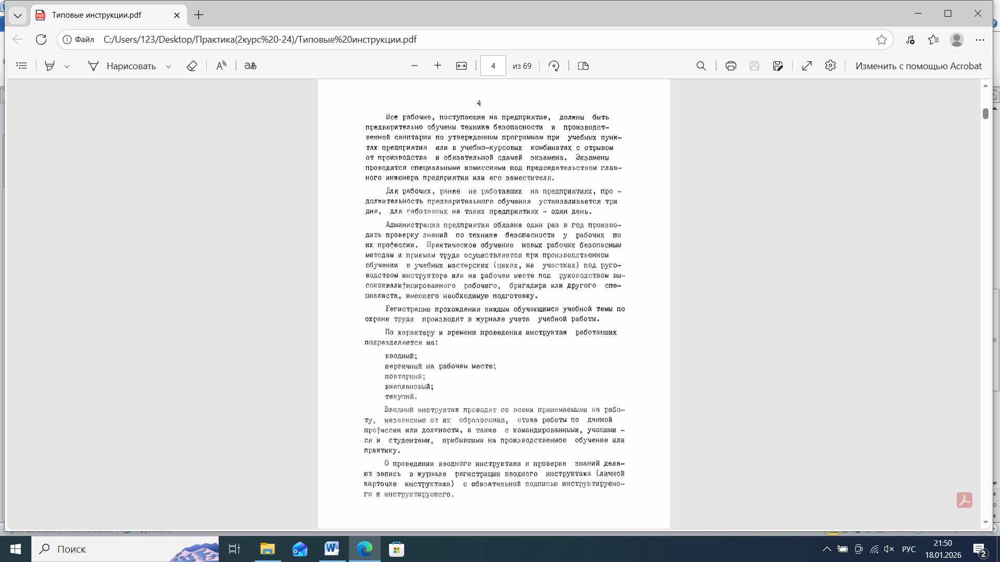 Типовые инструкции.pdf
Файл C:/Users/123/Desktop/Практика(2курс%20-24)/Типовые%20инструкции.pdf
Нарисовать
aあ
4 из 69
Изменить с помощью Acrobat
4
Все рабочие, поступающие на предприятие, должны быть
предварительно обучены технике безопасности и производст-
венной санитарии по утвержденным программам при учебных пунк-
тах предприятия или в учебно-курсовых комбинатах с отрывом
от производства и обязательной сдачей экзамена. Экзамены
проводятся специальными комиссиями под председательством глав-
ного инженера предприятия или его заместителя.
Для рабочих, ранее не работавших на предприятиях, про -
должительность предварительного обучения устанавливается три
дня, для работавших на таких предприятиях - один день.
Администрация предприятия обязана один раз в год произво-
дить проверку знаний по технике безопасности у рабочих по
их профессии. Практическое обучение новых рабочих безопасным
методам и приемам труда осуществляется при производственном
обучении в учебных мастерских (цехах, на участках) под руко-
водством инструктора или на рабочем месте под руководством вы-
сококвалифицированного рабочего, бригадира или другого спе-
циалиста, имеющего необходимую подготовку.
Регистрацию прохождения каждым обучающимся учебной темы по
охране труда производят в журнале учета учебной работы.
По характеру и времени проведения инструктаж работающих
подразделяется на:
вводный;
первичный на рабочем месте;
повторный;
внеплановый;
текущий.
Вводный инструктаж проводят со всеми принимаемыми на рабо-
ту, независимо от их образования, стажа работы по данной
профессии или должности, а также с командированными, учащими -
ся и студентами, прибывшими на производственное обучение или
практику.
О проведении вводного инструктажа и проверке знаний дела-
ют запись в журнале регистрации вводного инструктажа (личной
карточке инструктажа) с обязательной подписью инструктируемо-
го и инструктирующего.
Поиск
РУС
21:50
18.01.2026
2